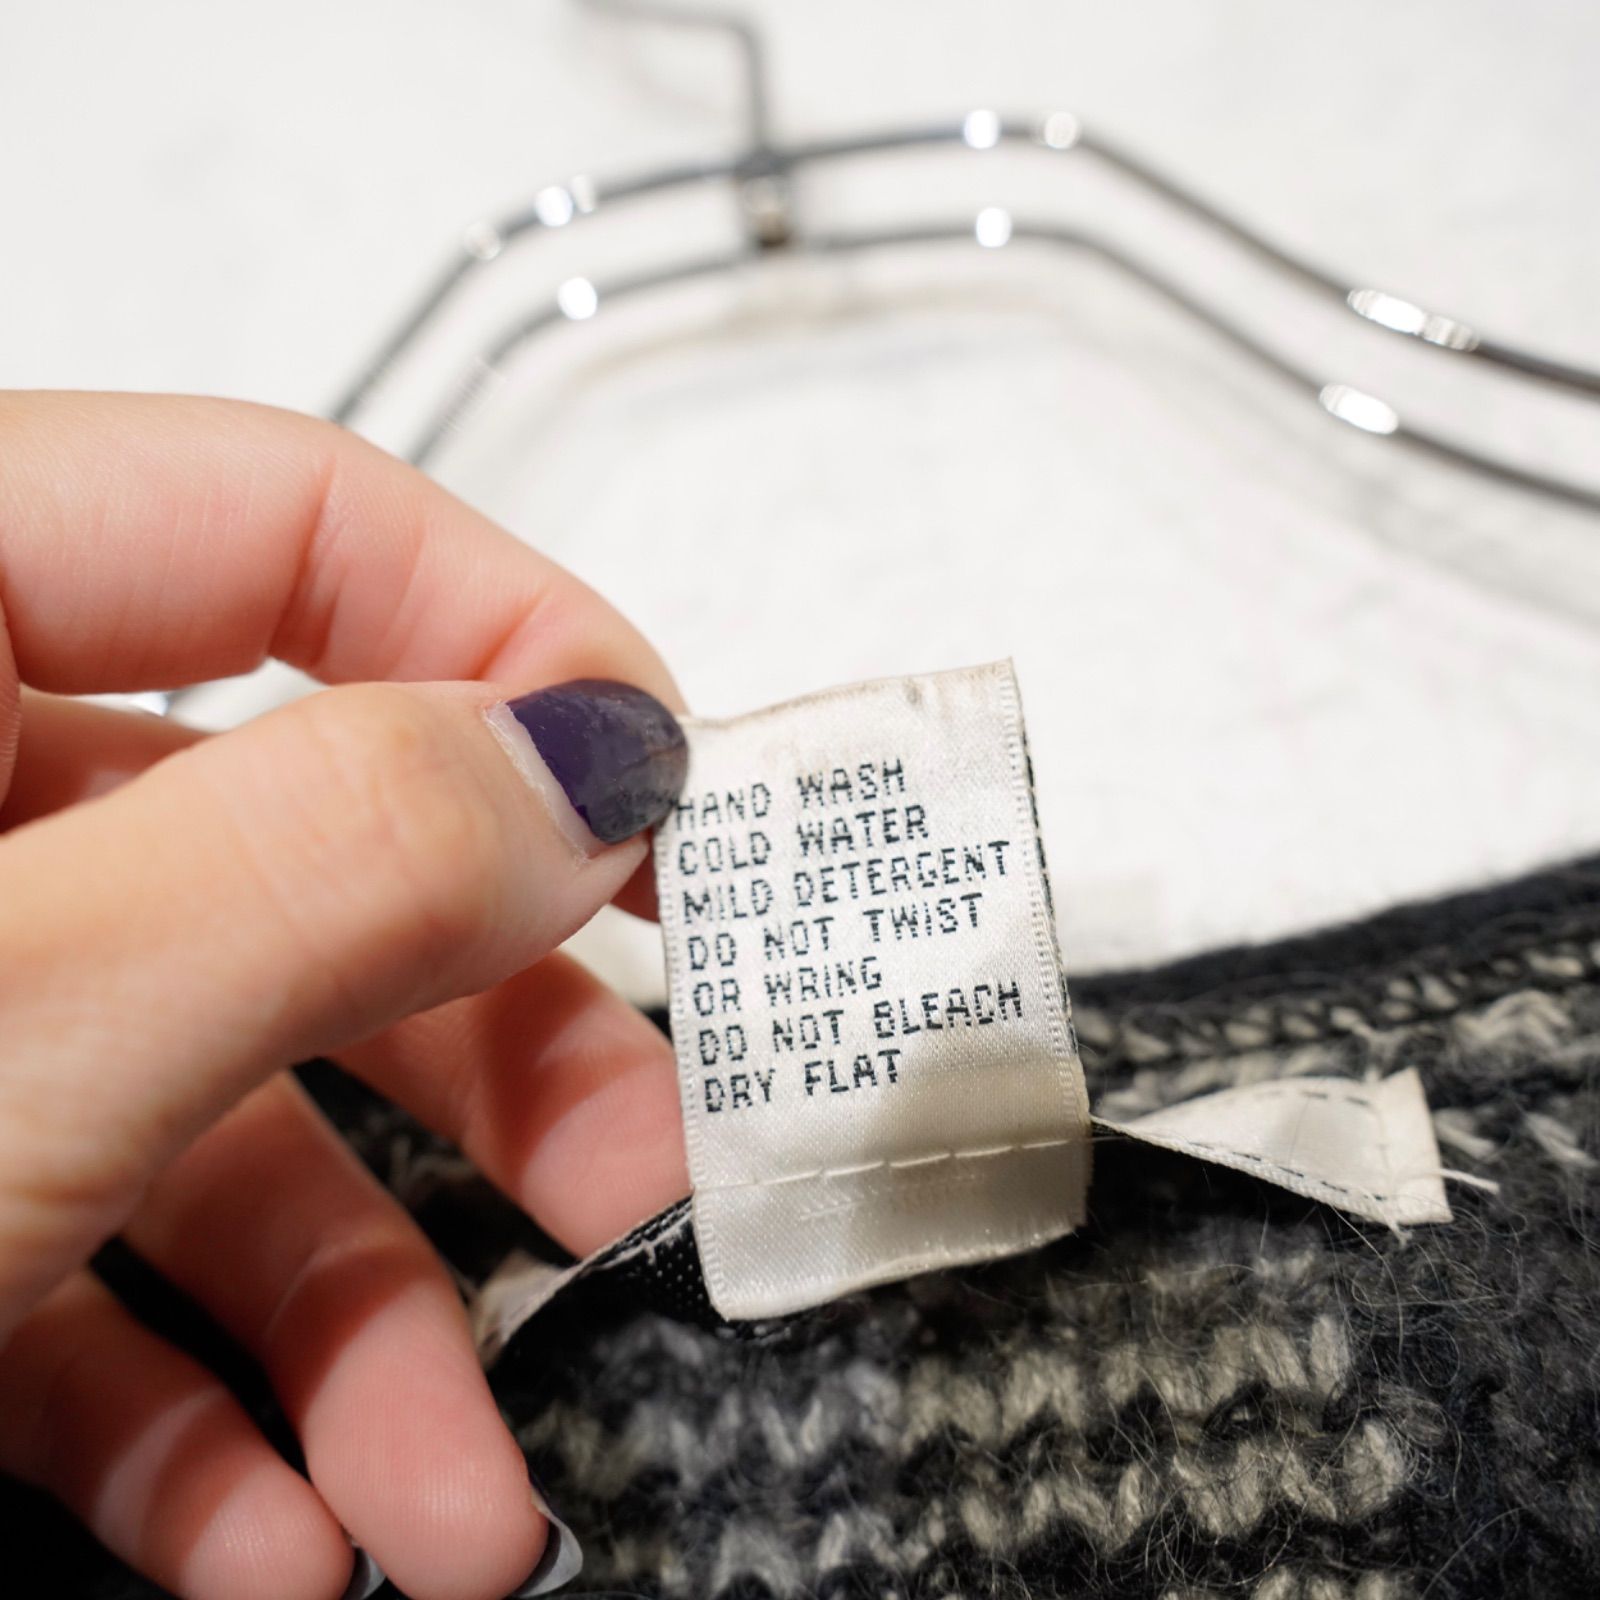 HAND WASH
COLD WATER
MILD DETERGENT
DO NOT TWIST
OR WRING
DO NOT BLEACH
DRY FLAT